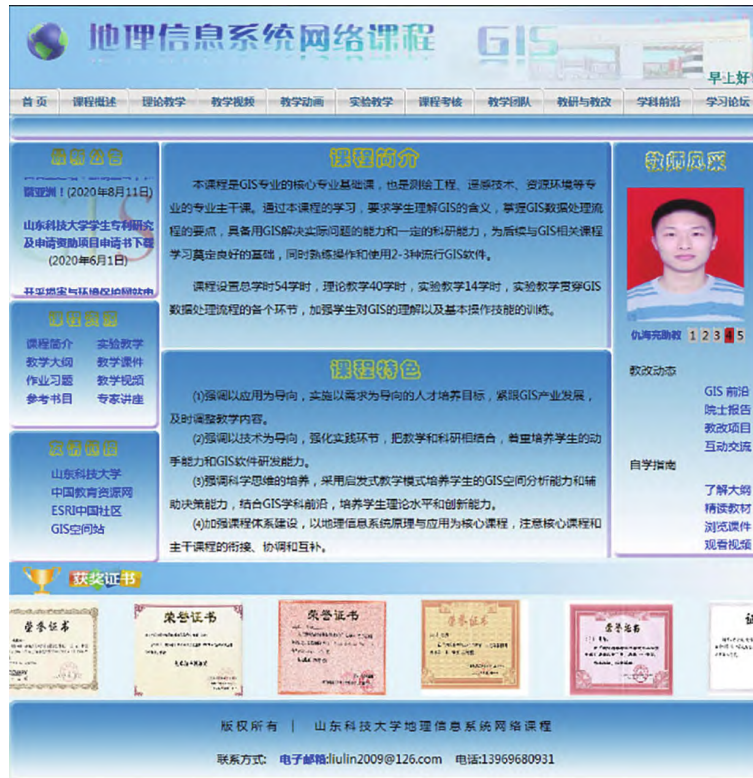 地理信息系统网络课程
GIS
早上好
首页 课程概述 理论教学 教学视频 教学动画 实验教学 课程考核 教学团队 教研与教改 学科前沿 学习论坛
最新公告
(2020年8月11日)
山东科技大学学生专利研究
及申请资助项目申请书下载
(2020年6月1日)
开采损害与环境保护网站申
课程简介 实验教学
教学大纲 教学课件
作业习题 教学视频
参考书目 专家讲座
山东科技大学
中国教育资源网
ESRI中国社区
GIS空间站
课程简介
本课程是GIS专业的核心专业基础课，也是测绘工程、遥感技术、资源环境等专
业的专业主干课。通过本课程的学习，要求学生理解GIS的含义，掌握GIS数据处理流
程的要点，具备用GIS解决实际问题的能力和一定的科研能力，为后续与GIS相关课程
学习奠定良好的基础，同时熟练操作和使用2-3种流行GIS软件。
课程设置总学时54学时，理论教学40学时，实验教学14学时，实验教学贯穿GIS
数据处理流程的各个环节，加强学生对GIS的理解以及基本操作技能的训练。
课程特色
(1)强调以应用为导向，实施以需求为导向的人才培养目标，紧跟GIS产业发展，
及时调整教学内容。
(2)强调以技术为导向，强化实践环节，把教学和科研相结合，着重培养学生的动
手能力和GIS软件研发能力。
(3)强调科学思维的培养，采用启发式教学模式培养学生的GIS空间分析能力和辅
助决策能力，结合GIS学科前沿，培养学生理论水平和创新能力。
(4)加强课程体系建设，以地理信息系统原理与应用为核心课程，注意核心课程和
主干课程的衔接、协调和互补。
教师风采
仇海亮助教 1 2 3 4 5
教改动态
GIS 前沿
院士报告
教改项目
互动交流
自学指南
了解大纲
精读教材
浏览课件
观看视频
获奖证书
荣誉证书
荣誉证书
荣誉证书
荣誉证书
荣誉证书
版权所有 | 山东科技大学地理信息系统网络课程
联系方式: 电子邮箱:liulin2009@126.com 电话:13969680931